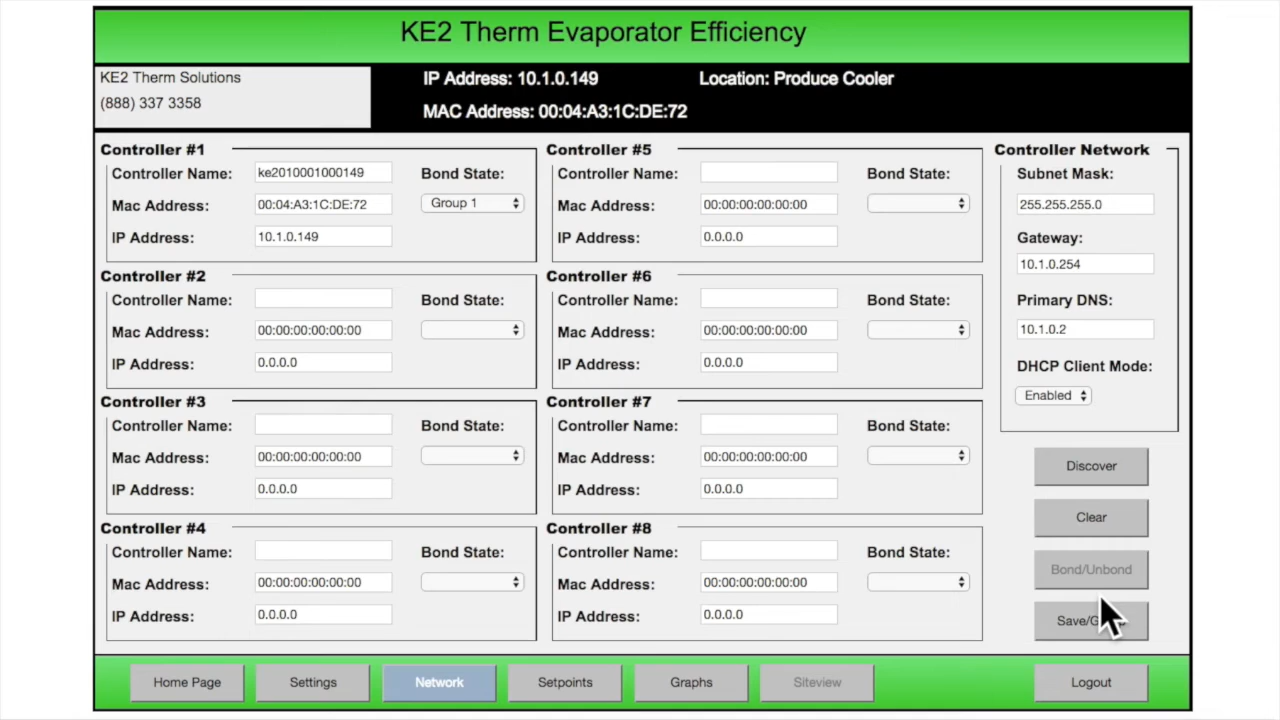 KE2 Therm Evaporator Efficiency
KE2 Therm Solutions
(888) 337 3358
IP Address: 10.1.0.149
Location: Produce Cooler
MAC Address: 00:04:A3:1C:DE:72
Controller #1
Controller Name: ke2010001000149
Bond State:
Mac Address: 00:04:A3:1C:DE:72
Group 1
IP Address: 10.1.0.149
Controller #2
Controller Name:
Bond State:
Mac Address: 00:00:00:00:00:00
IP Address: 0.0.0.0
Controller #3
Controller Name:
Bond State:
Mac Address: 00:00:00:00:00:00
IP Address: 0.0.0.0
Controller #4
Controller Name:
Bond State:
Mac Address: 00:00:00:00:00:00
IP Address: 0.0.0.0
Controller #5
Controller Name:
Bond State:
Mac Address: 00:00:00:00:00:00
IP Address: 0.0.0.0
Controller #6
Controller Name:
Bond State:
Mac Address: 00:00:00:00:00:00
IP Address: 0.0.0.0
Controller #7
Controller Name:
Bond State:
Mac Address: 00:00:00:00:00:00
IP Address: 0.0.0.0
Controller #8
Controller Name:
Bond State:
Mac Address: 00:00:00:00:00:00
IP Address: 0.0.0.0
Controller Network
Subnet Mask:
255.255.255.0
Gateway:
10.1.0.254
Primary DNS:
10.1.0.2
DHCP Client Mode:
Enabled
Discover
Clear
Bond/Unbond
Home Page
Settings
Network
Setpoints
Graphs
Siteview
Logout